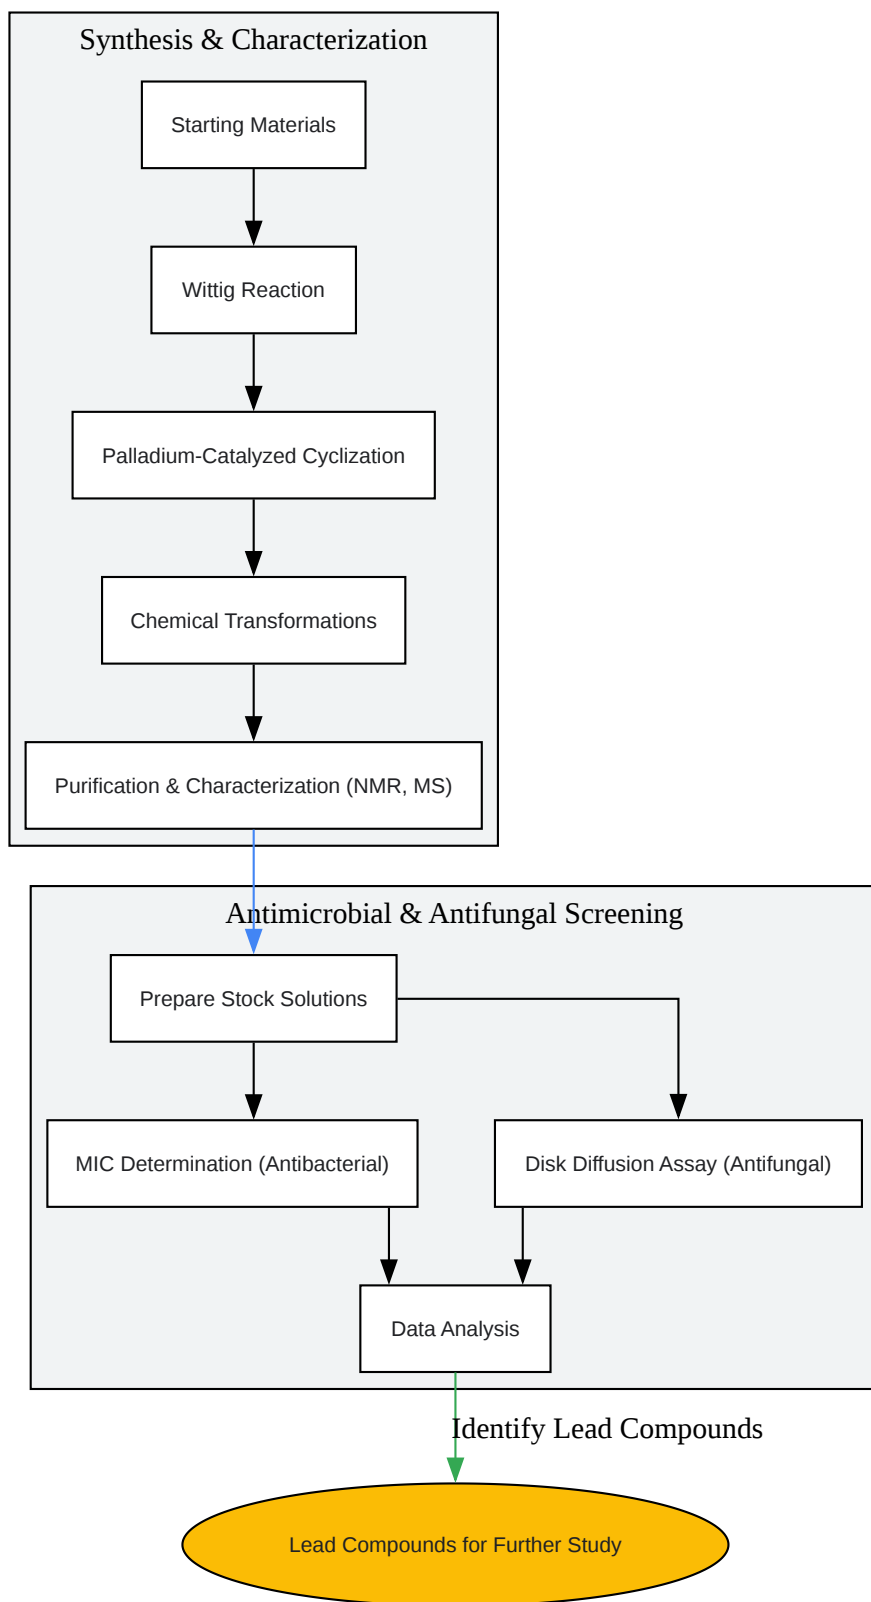 Synthesis & Characterization
Starting Materials
Wittig Reaction
Palladium-Catalyzed Cyclization
Chemical Transformations
Purification & Characterization (NMR, MS)
Antimicrobial & Antifungal Screening
Prepare Stock Solutions
MIC Determination (Antibacterial)
Disk Diffusion Assay (Antifungal)
Data Analysis
Identify Lead Compounds
Lead Compounds for Further Study